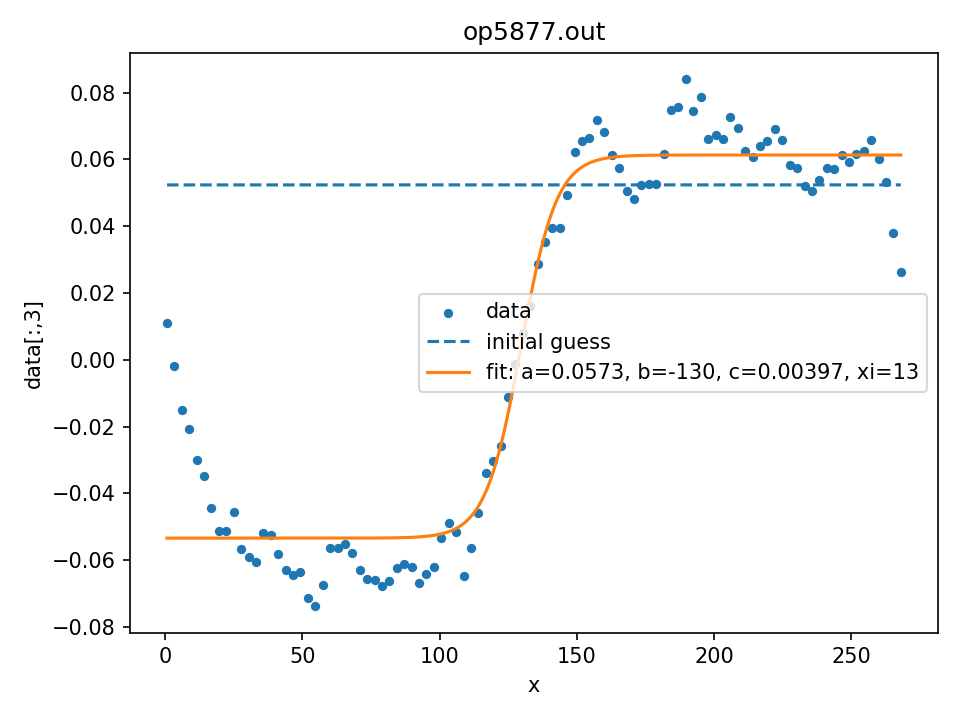 op5877.out
data[:,3]
0.08
0.06
0.04
0.02
0.00
−0.02
−0.04
−0.06
−0.08
data
initial guess
fit: a=0.0573, b=-130, c=0.00397, xi=13
0 50 100 150 200 250
x